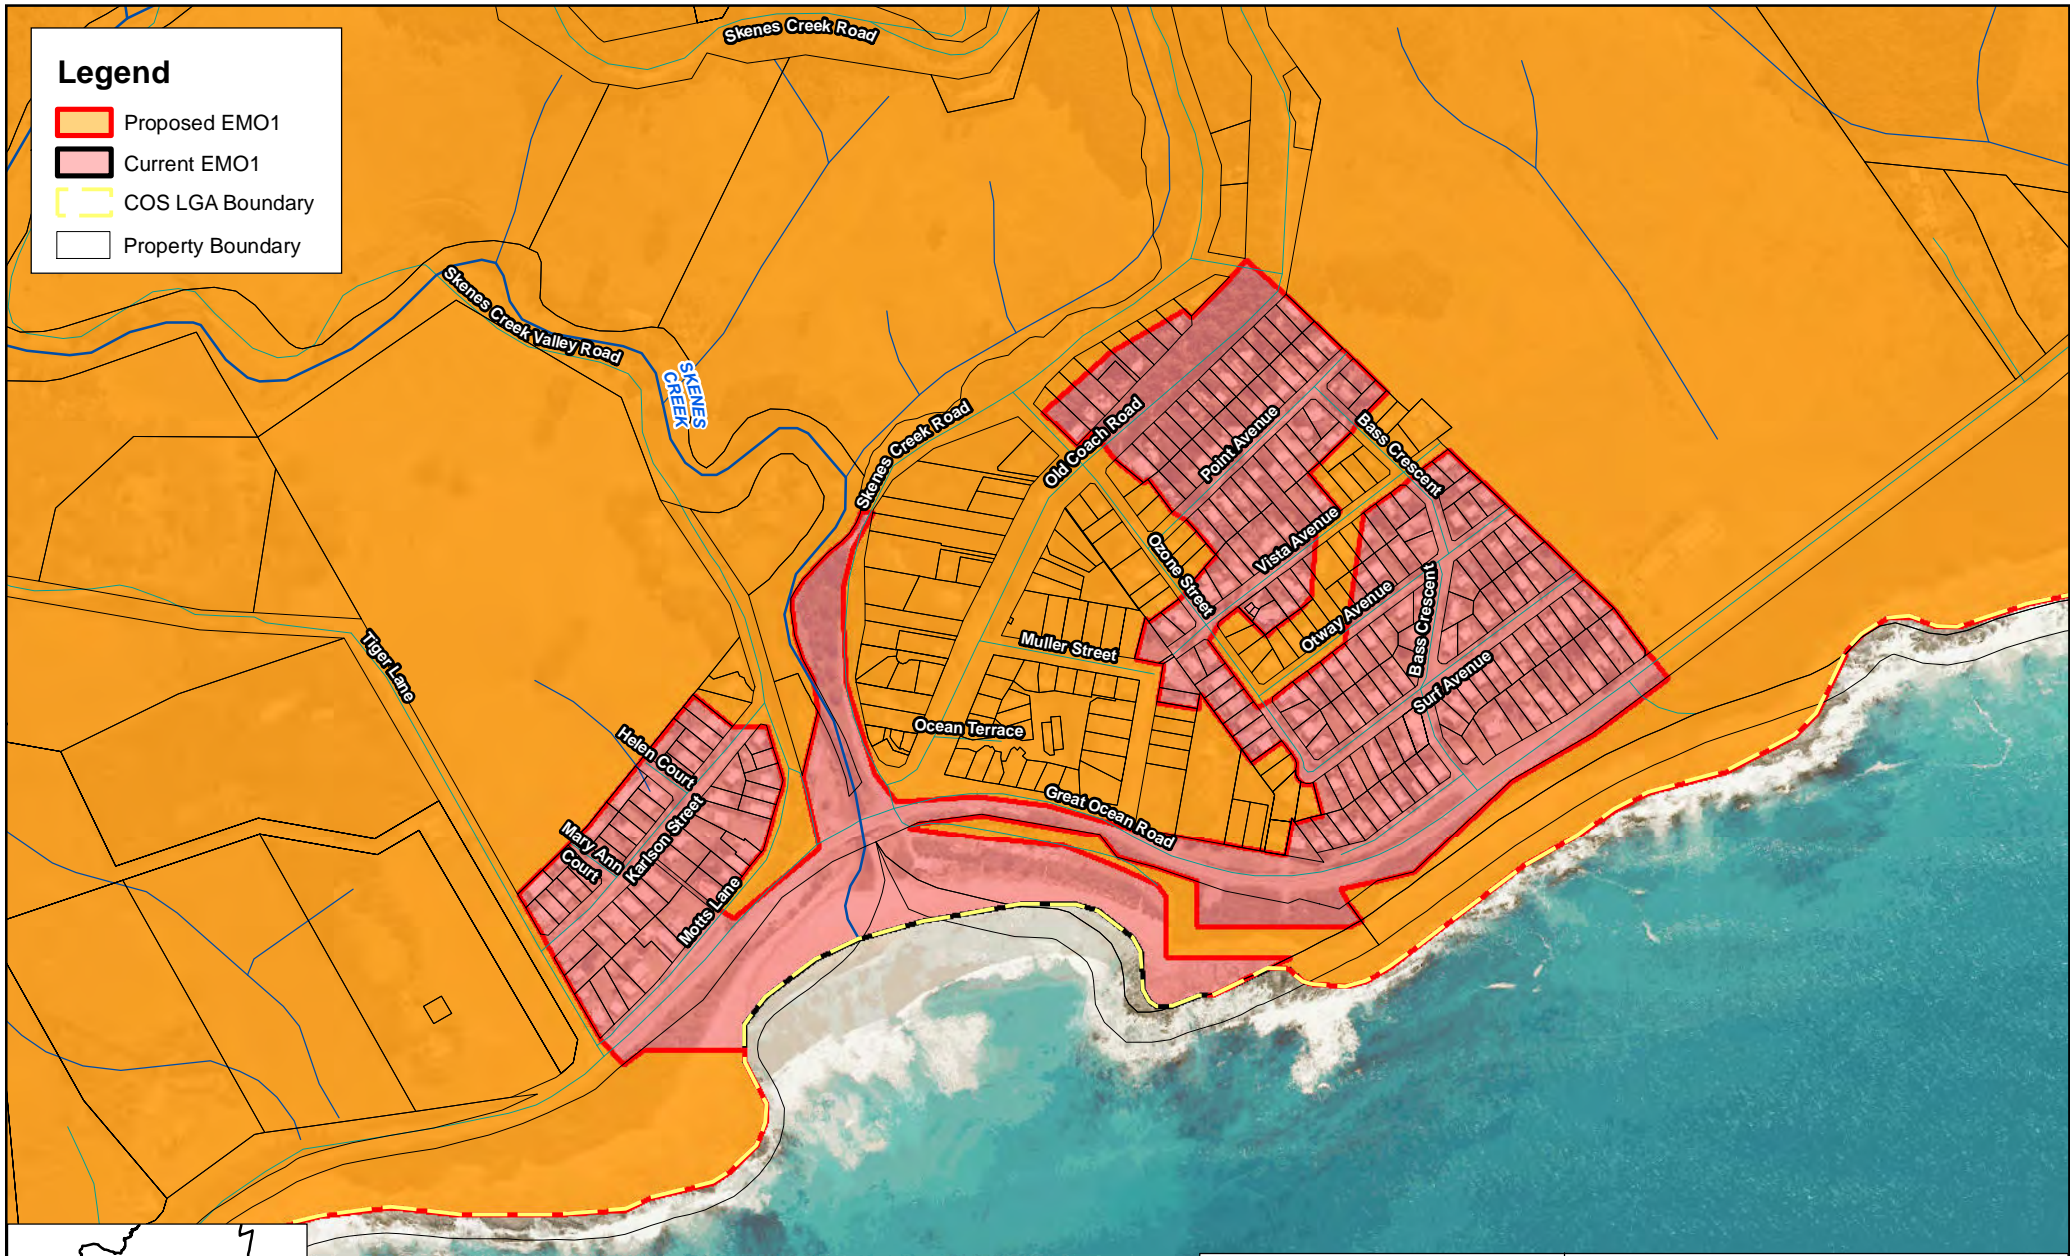 Skenes Creek Road
Legend
Proposed EMO1
Current EMO1
COS LGA Boundary
Property Boundary
Skenes Creek Valley Road
SKENES
CREEK
Skenes Creek Road
Old Coach Road
Point Avenue
Bass Crescent
Vista Avenue
Ozone Street
Otway Avenue
Bass Crescent
Surf Avenue
Muller Street
Tiger Lane
Ocean Terrace
Helen Court
Great Ocean Road
Karlson Street
Mary Ann
Court
Motts Lane